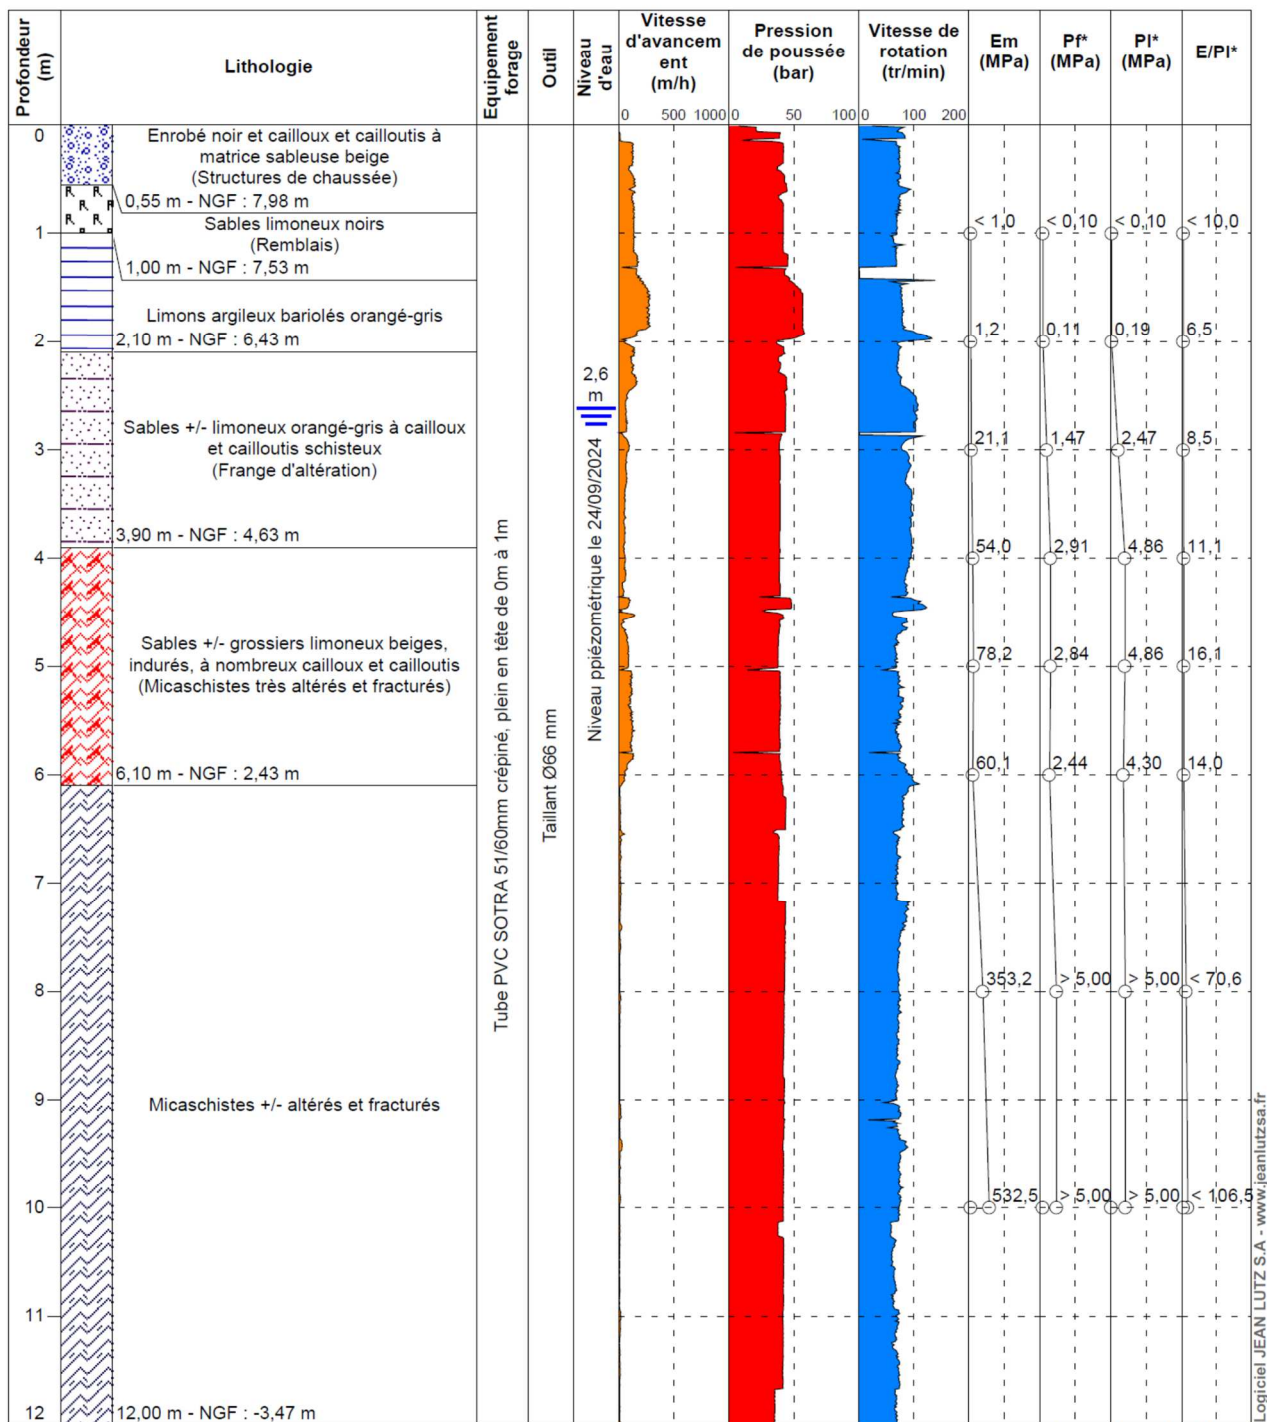 Profondeur
(m)
Lithologie
Equipement
forage
Outil
Niveau
d'eau
Vitesse
d'avancem
ent
(m/h)
Pression
de poussée
(bar)
Vitesse de
rotation
(tr/min)
Em
(MPa)
Pf*
(MPa)
Pl*
(MPa)
E/Pl*
0 500 1000
0 50 100
0 100 200
0
Enrobé noir et cailloux et cailloutis à
matrice sableuse beige
(Structures de chaussée)
0,55 m - NGF : 7,98 m
Sables limoneux noirs
(Remblais)
< 1,0 < 0,10 < 0,10 < 10,0
1
1,00 m - NGF : 7,53 m
Limons argileux bariolés orangé-gris
2,10 m - NGF : 6,43 m
1,2 0,11 0,19 6,5
2
2,6
m
Sables +/- limoneux orangé-gris à cailloux
et cailloutis schisteux
(Frange d'altération)
21,1 1,47 2,47 8,5
3
Niveau ppiézométrique le 24/09/2024
3,90 m - NGF : 4,63 m
54,0 2,91 4,86 11,1
4
Sables +/- grossiers limoneux beiges,
indurés, à nombreux cailloux et cailloutis
(Micaschistes très altérés et fracturés)
78,2 2,84 4,86 16,1
5
6,10 m - NGF : 2,43 m
60,1 2,44 4,30 14,0
6
Tube PVC SOTRA 51/60mm crépiné, plein en tête de 0m à 1m
Taillant Ø66 mm
7
353,2 > 5,00 > 5,00 < 70,6
8
9
Micaschistes +/- altérés et fracturés
532,5 > 5,00 > 5,00 < 106,5
10
11
12
12,00 m - NGF : -3,47 m
Logiciel JEAN LUTZ S.A - www.jeanlutzsa.fr